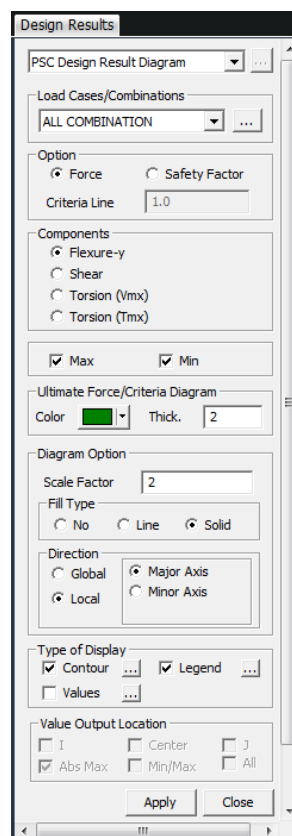 Design Results
PSC Design Result Diagram ...
Load Cases/Combinations
ALL COMBINATION ...
Option
Force Safety Factor
Criteria Line 1.0
Components
Flexure-y
Shear
Torsion (Vmx)
Torsion (Tmx)
Max Min
Ultimate Force/Criteria Diagram
Color Thick. 2
Diagram Option
Scale Factor 2
Fill Type
No Line Solid
Direction
Global Major Axis
Local Minor Axis
Type of Display
Contour ... Legend ...
Values ...
Value Output Location
I Center J
Abs Max Min/Max All
Apply Close